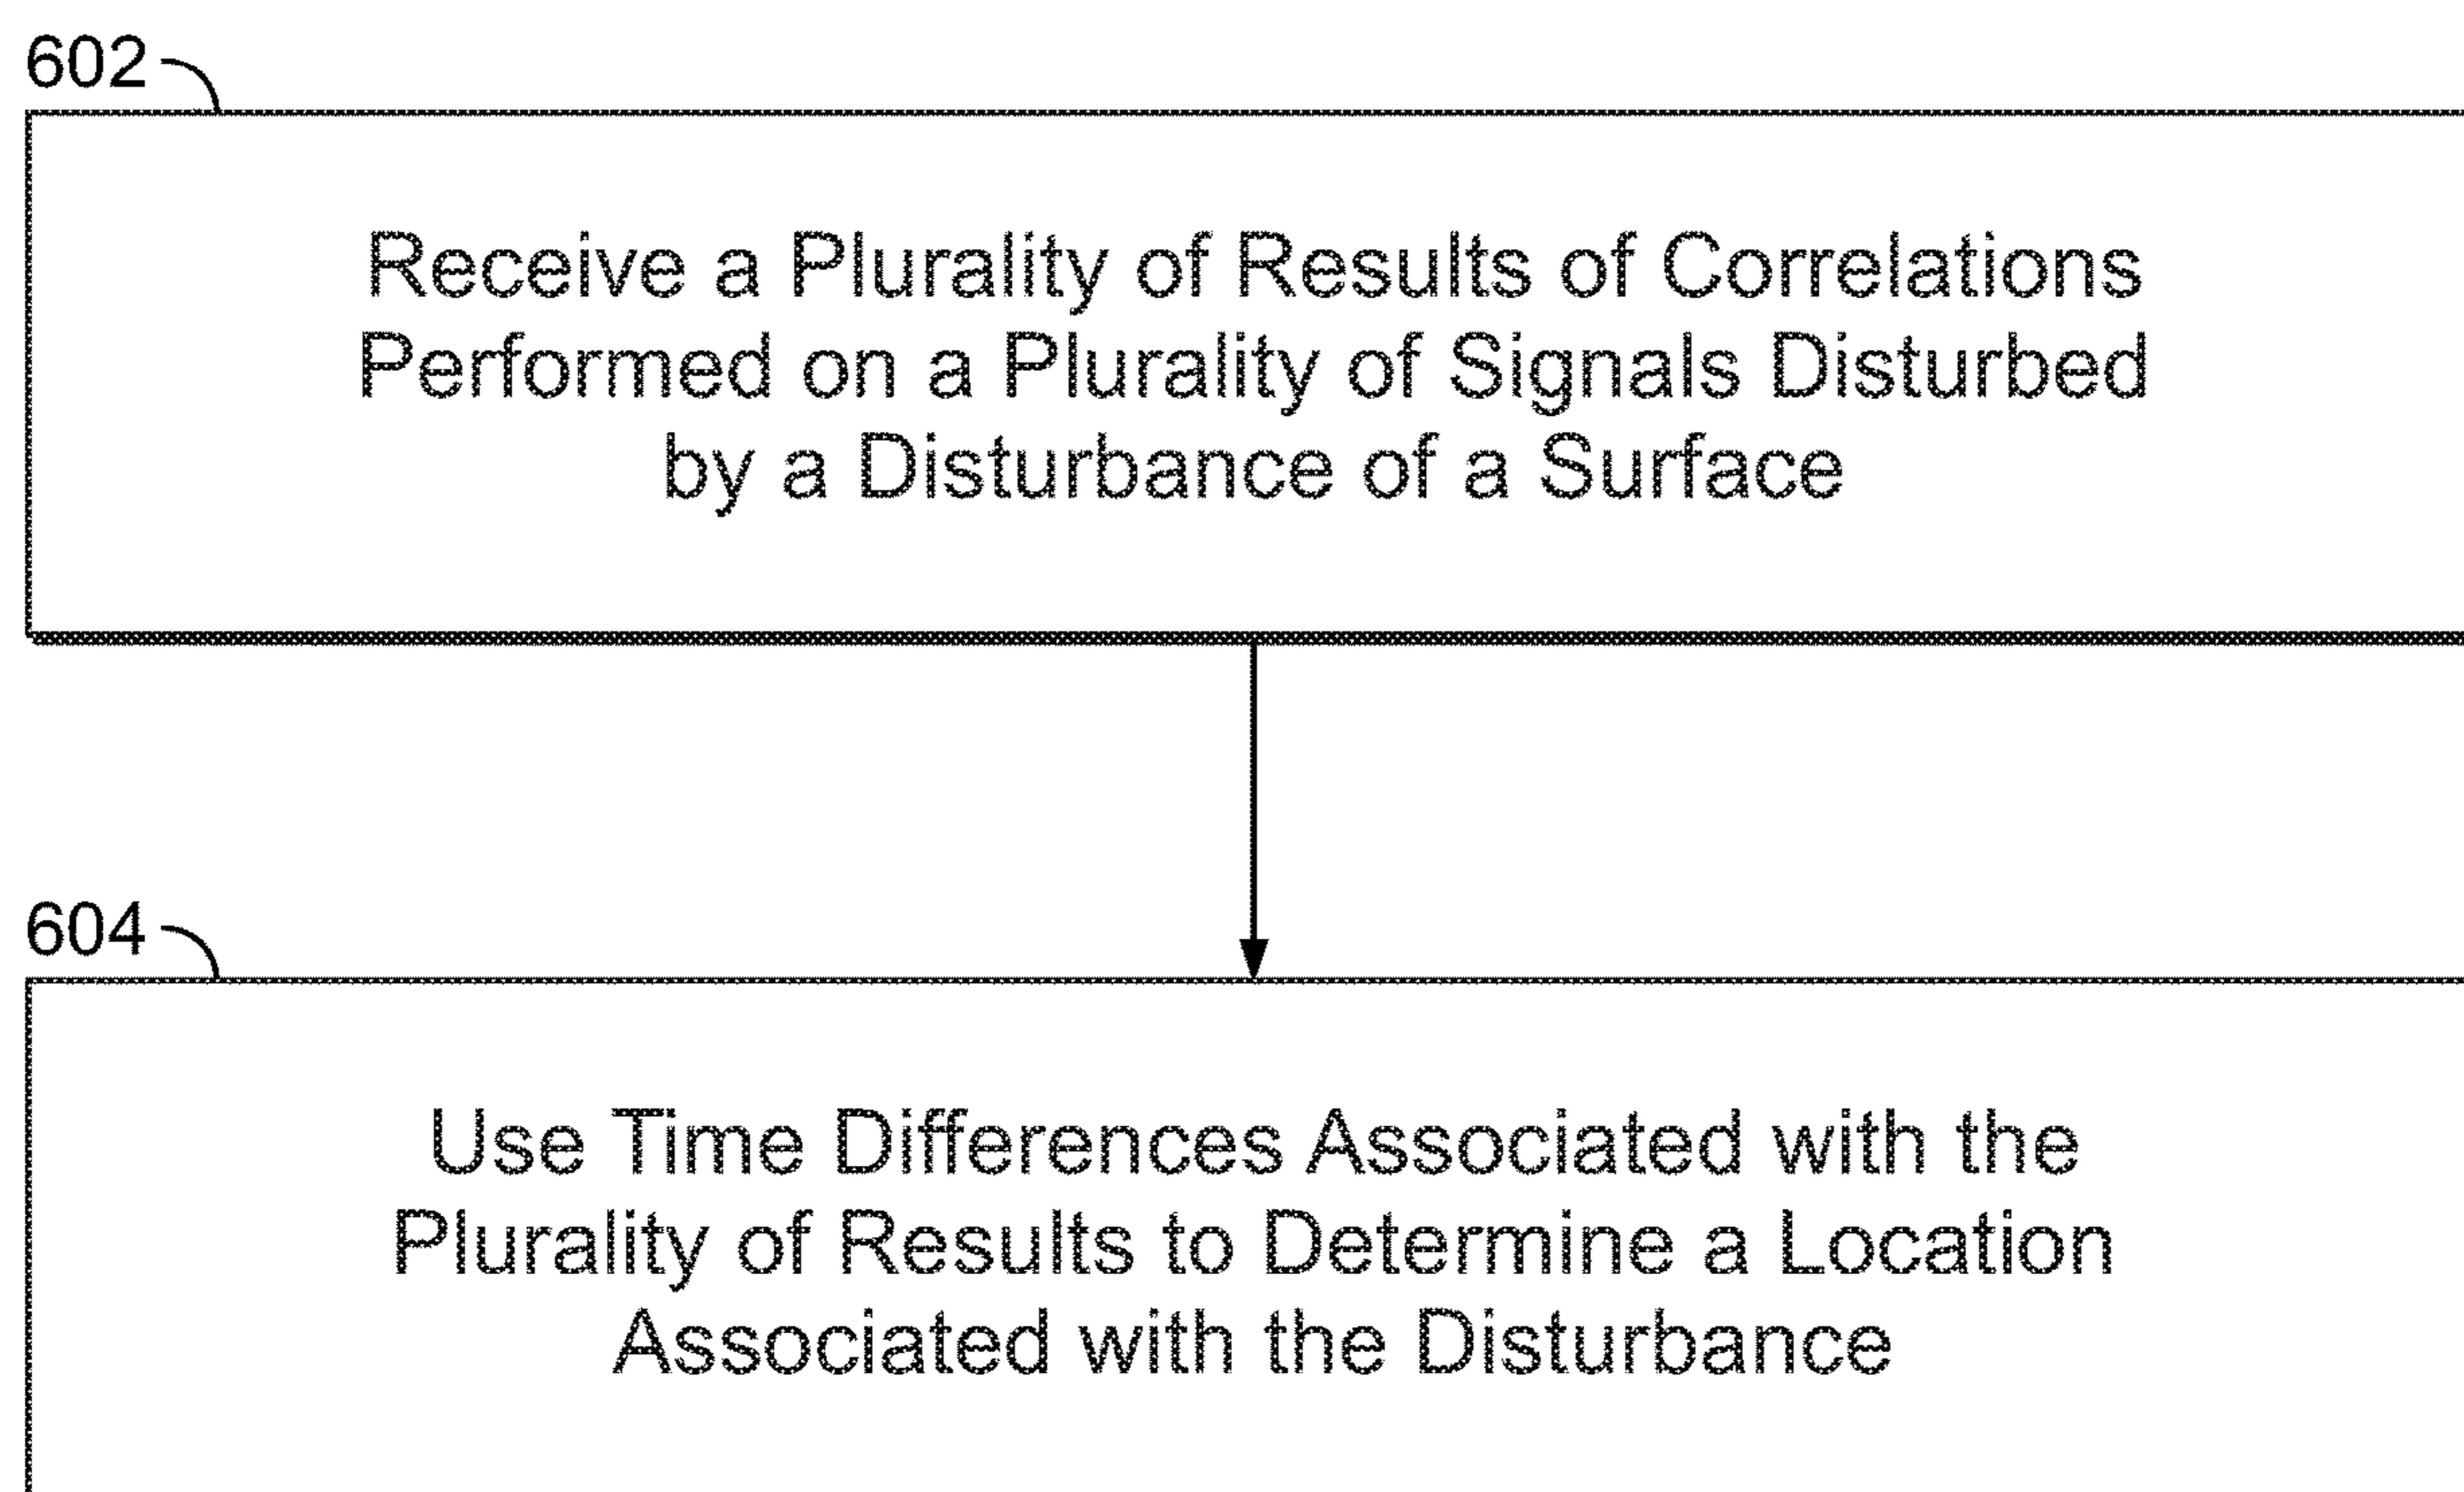 602
Receive a Plurality of Results of Correlations
Performed on a Plurality of Signals Disturbed
by a Disturbance of a Surface
604
Use Time Differences Associated with the
Plurality of Results to Determine a Location
Associated with the Disturbance